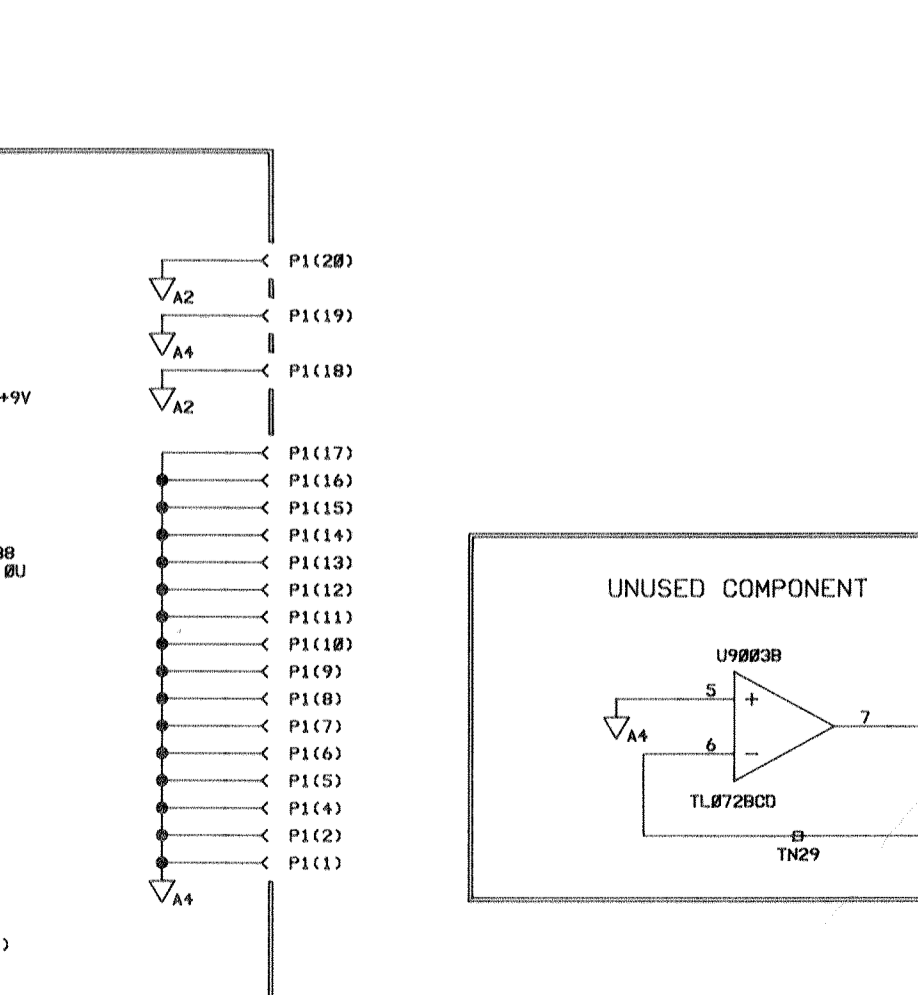 P1(20)
A2
P1(19)
A4
P1(18)
+9V
A2
P1(17)
P1(16)
P1(15)
P1(14)
P1(13)
P1(12)
P1(11)
P1(10)
P1(9)
P1(8)
P1(7)
P1(6)
P1(5)
P1(4)
P1(2)
P1(1)
A4
38
0U
)
UNUSED COMPONENT
U9003B
5
+
A4
7
6
-
TL072BCD
TN29